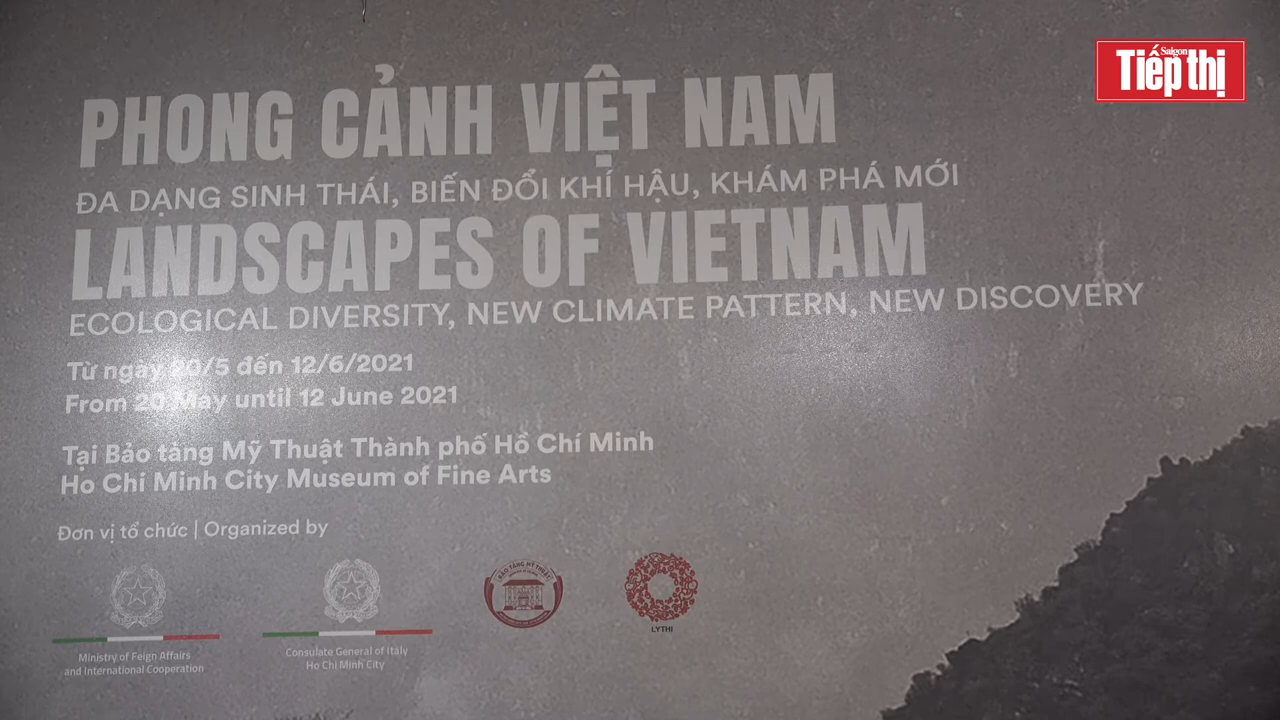 Saigon
Tiếp thị
PHONG CẢNH VIỆT NAM
ĐA DẠNG SINH THÁI, BIẾN ĐỔI KHÍ HẬU, KHÁM PHÁ MỚI
LANDSCAPES OF VIETNAM
ECOLOGICAL DIVERSITY, NEW CLIMATE PATTERN, NEW DISCOVERY
Từ ngày 20/5 đến 12/6/2021
From 20 May until 12 June 2021
Tại Bảo tàng Mỹ Thuật Thành phố Hồ Chí Minh
Ho Chi Minh City Museum of Fine Arts
Đơn vị tổ chức | Organized by
BẢO TÀNG MỸ THUẬT
LYTHI
Ministry of Feign Affairs
and International Cooperation
Consulate General of Italy
Ho Chi Minh City